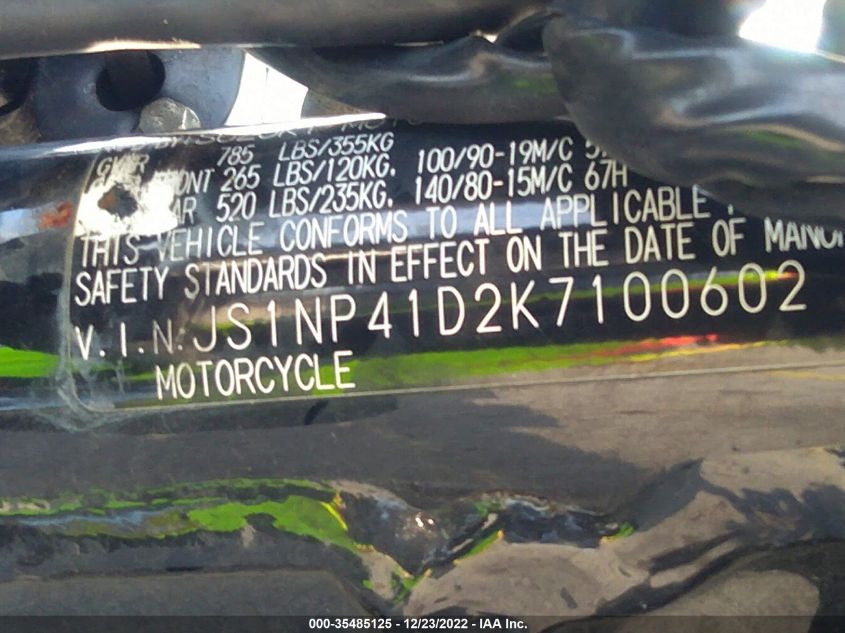 GVWR 785 LBS/355KG
265 LBS/120KG. 100/90-19M/C
520 LBS/235KG. 140/80-15M/C 67H
THIS VEHICLE CONFORMS TO ALL APPLICABLE
SAFETY STANDARDS IN EFFECT ON THE DATE OF
V.I.N. JS1NP41D2K7100602
MOTORCYCLE
000-35485125 - 12/23/2022 - IAA, Inc.